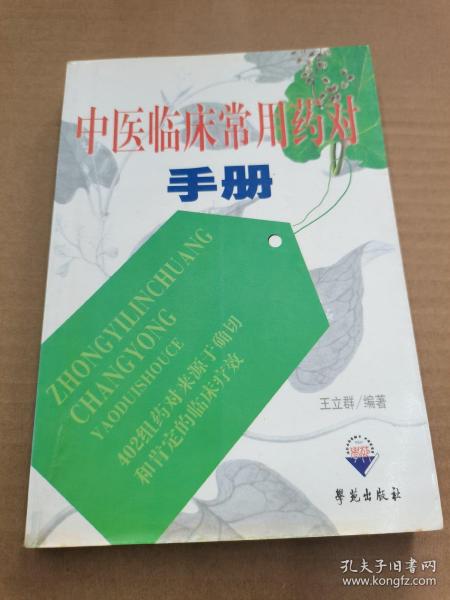 中医临床常用药对
手册
ZHONGYILINCHUANG
CHANGYONG
YAODUISHOUCE
402组药对来源于确切
和肯定的临床疗效
王立群/编著
學苑出版社
孔夫子旧书网
www.kongfz.com